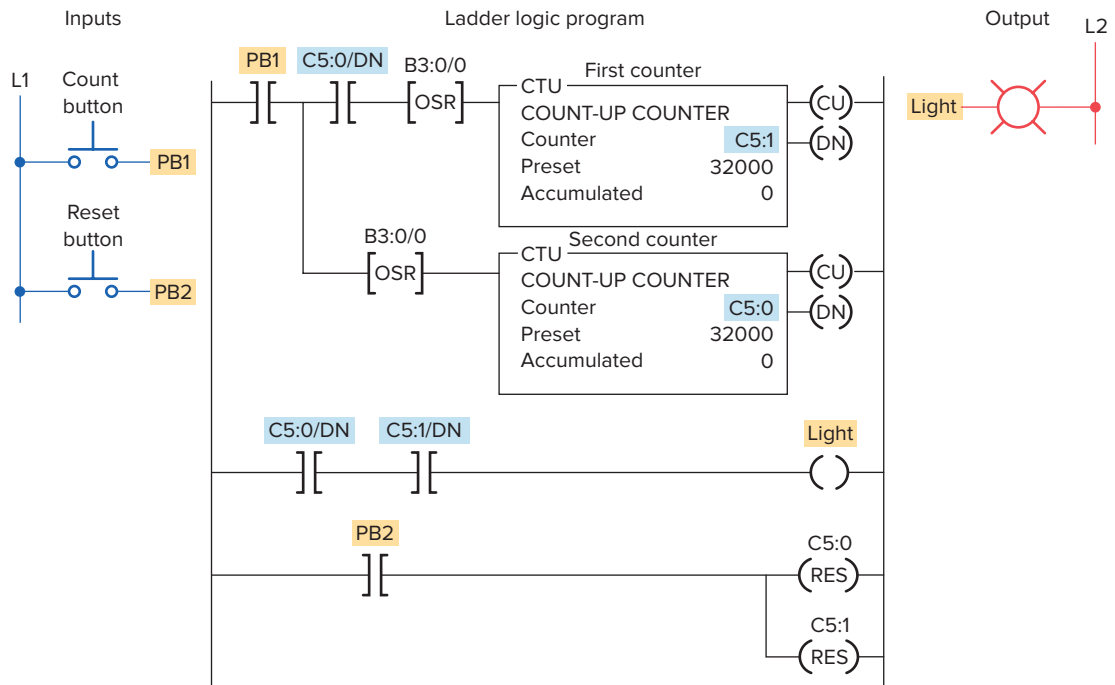 Inputs
Ladder logic program
Output
L1
Count
button
PB1
Reset
button
PB2
PB1
C5:0/DN
B3:0/0
OSR
First counter
CTU
COUNT-UP COUNTER
Counter C5:1
Preset 32000
Accumulated 0
CU
DN
B3:0/0
OSR
Second counter
CTU
COUNT-UP COUNTER
Counter C5:0
Preset 32000
Accumulated 0
CU
DN
C5:0/DN
C5:1/DN
Light
PB2
C5:0
RES
C5:1
RES
L2
Light